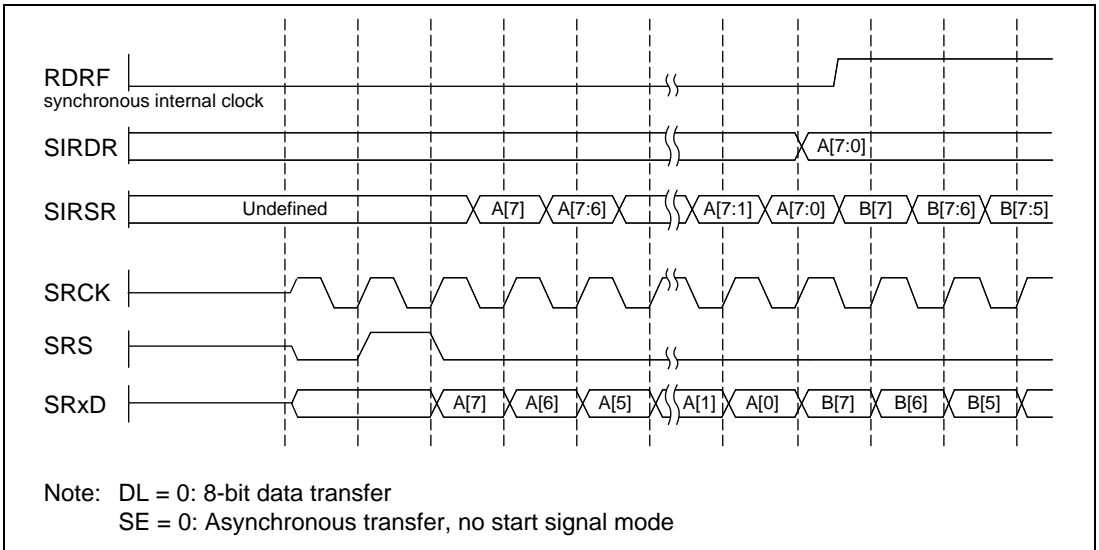 RDRF
synchronous internal clock
SIRDR A[7:0]
SIRSR Undefined A[7] A[7:6] A[7:1] A[7:0] B[7] B[7:6] B[7:5]
SRCK
SRS
SRxD A[7] A[6] A[5] A[1] A[0] B[7] B[6] B[5]
Note: DL = 0: 8-bit data transfer
SE = 0: Asynchronous transfer, no start signal mode